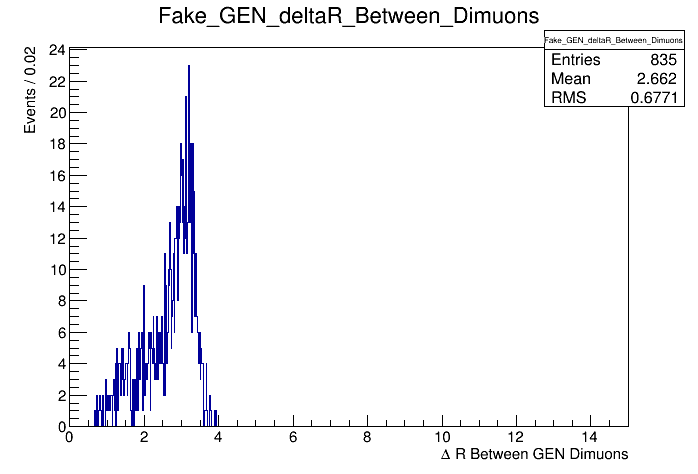 Fake_GEN_deltaR_Between_Dimuons
Fake_GEN_deltaR_Between_Dimuons
Entries 835
Mean 2.662
RMS 0.6771
Events / 0.02
24
22
20
18
16
14
12
10
8
6
4
2
0
0 2 4 6 8 10 12 14
Δ R Between GEN Dimuons